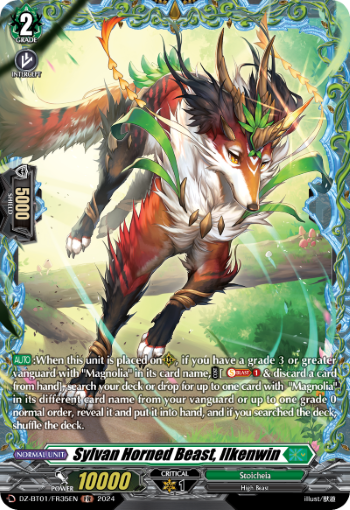 2
GRADE
INTERCEPT
5000
SHIELD
AUTO :When this unit is placed on , if you have a grade 3 or greater
vanguard with "Magnolia" in its card name, COST [ BLAST 1 & discard a card
from hand], search your deck or drop for up to one card with "Magnolia"
in its different card name from your vanguard or up to one grade 0
normal order, reveal it and put it into hand, and if you searched the deck,
shuffle the deck.
NORMAL UNIT
Sylvan Horned Beast, Ilkenwin
POWER 10000
CRITICAL
1
Stoicheia
High Beast
DZ-BT01/FR35EN FR 2024
illust/獣道